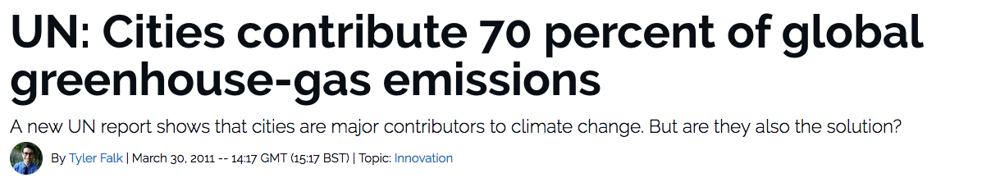 UN: Cities contribute 70 percent of global
greenhouse-gas emissions
A new UN report shows that cities are major contributors to climate change. But are they also the solution?
By Tyler Falk | March 30, 2011 -- 14:17 GMT (15:17 BST) | Topic: Innovation